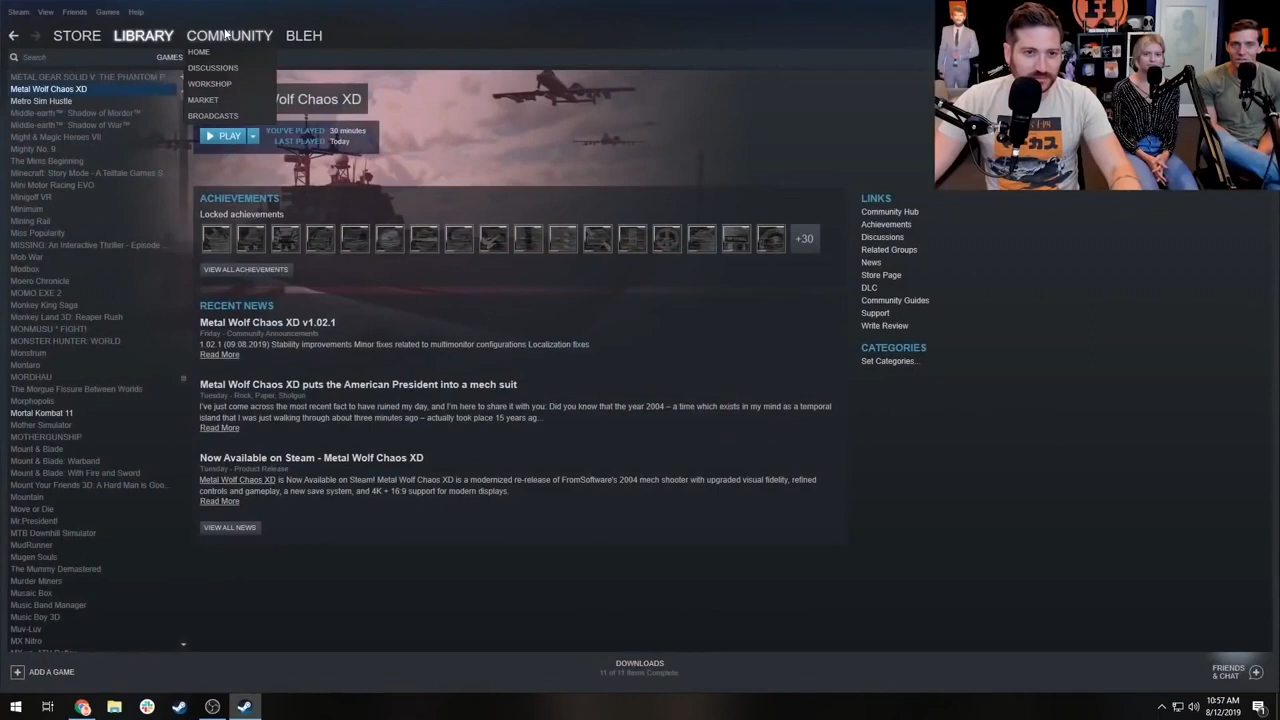 Steam View Friends Games Help
STORE LIBRARY COMMUNITY BLEH
HOME
DISCUSSIONS
WORKSHOP
MARKET
BROADCASTS
Search GAMES
METAL GEAR SOLID V: THE PHANTOM P
Metal Wolf Chaos XD
Metro Sim Hustle
Middle-earth™: Shadow of Mordor™
Middle-earth™: Shadow of War™
Might & Magic Heroes VII
Mighty No. 9
The Mims Beginning
Minecraft: Story Mode - A Telltale Games S...
Mini Motor Racing EVO
Minigolf VR
Minimum
Mining Rail
Mios Popularity
MISSING: An Interactive Thriller - Episode ...
Mob War
Modbox
Moero Chronicle
MOMO EXE 2
Monkey King Saga
Monkey Land 3D: Reaper Rush
MONMUSU * FIGHT!
MONSTER HUNTER: WORLD
Monstrum
Montaro
MORDHAU
The Morgue Fissure Between Worlds
Morphopolis
Mortal Kombat 11
Mother Simulator
MOTHERGUNSHIP
Mount & Blade
Mount & Blade: Warband
Mount & Blade: With Fire and Sword
Mount Your Friends 3D: A Hard Man is Goo...
Mountain
Move or Die
Mr.President!
MTB Downhill Simulator
MudRunner
Mugen Souls
The Mummy Demastered
Murder Miners
Musaic Box
Music Band Manager
Music Boy 3D
Muv-Luv
MX Nitro
ADD A GAME
Wolf Chaos XD
PLAY
YOU'VE PLAYED 30 minutes
LAST PLAYED Today
ACHIEVEMENTS
Locked achievements
+30
VIEW ALL ACHIEVEMENTS
RECENT NEWS
Metal Wolf Chaos XD v1.02.1
Friday - Community Announcements
1.02.1 (09.08.2019) Stability improvements Minor fixes related to multimonitor configurations Localization fixes
Read More
Metal Wolf Chaos XD puts the American President into a mech suit
Tuesday - Rock, Paper, Shotgun
I've just come across the most recent fact to have ruined my day, and I'm here to share it with you: Did you know that the year 2004 – a time which exists in my mind as a temporal
island that I was just walking through about three minutes ago – actually took place 15 years ag...
Read More
Now Available on Steam - Metal Wolf Chaos XD
Tuesday - Product Release
Metal Wolf Chaos XD is Now Available on Steam! Metal Wolf Chaos XD is a modernized re-release of FromSoftware's 2004 mech shooter with upgraded visual fidelity, refined
controls and gameplay, a new save system, and 4K + 16:9 support for modern displays.
Read More
VIEW ALL NEWS
LINKS
Community Hub
Achievements
Discussions
Related Groups
News
Store Page
DLC
Community Guides
Support
Write Review
CATEGORIES
Set Categories...
DOWNLOADS
11 of 11 Items Complete
FRIENDS
& CHAT
10:57 AM
8/12/2019